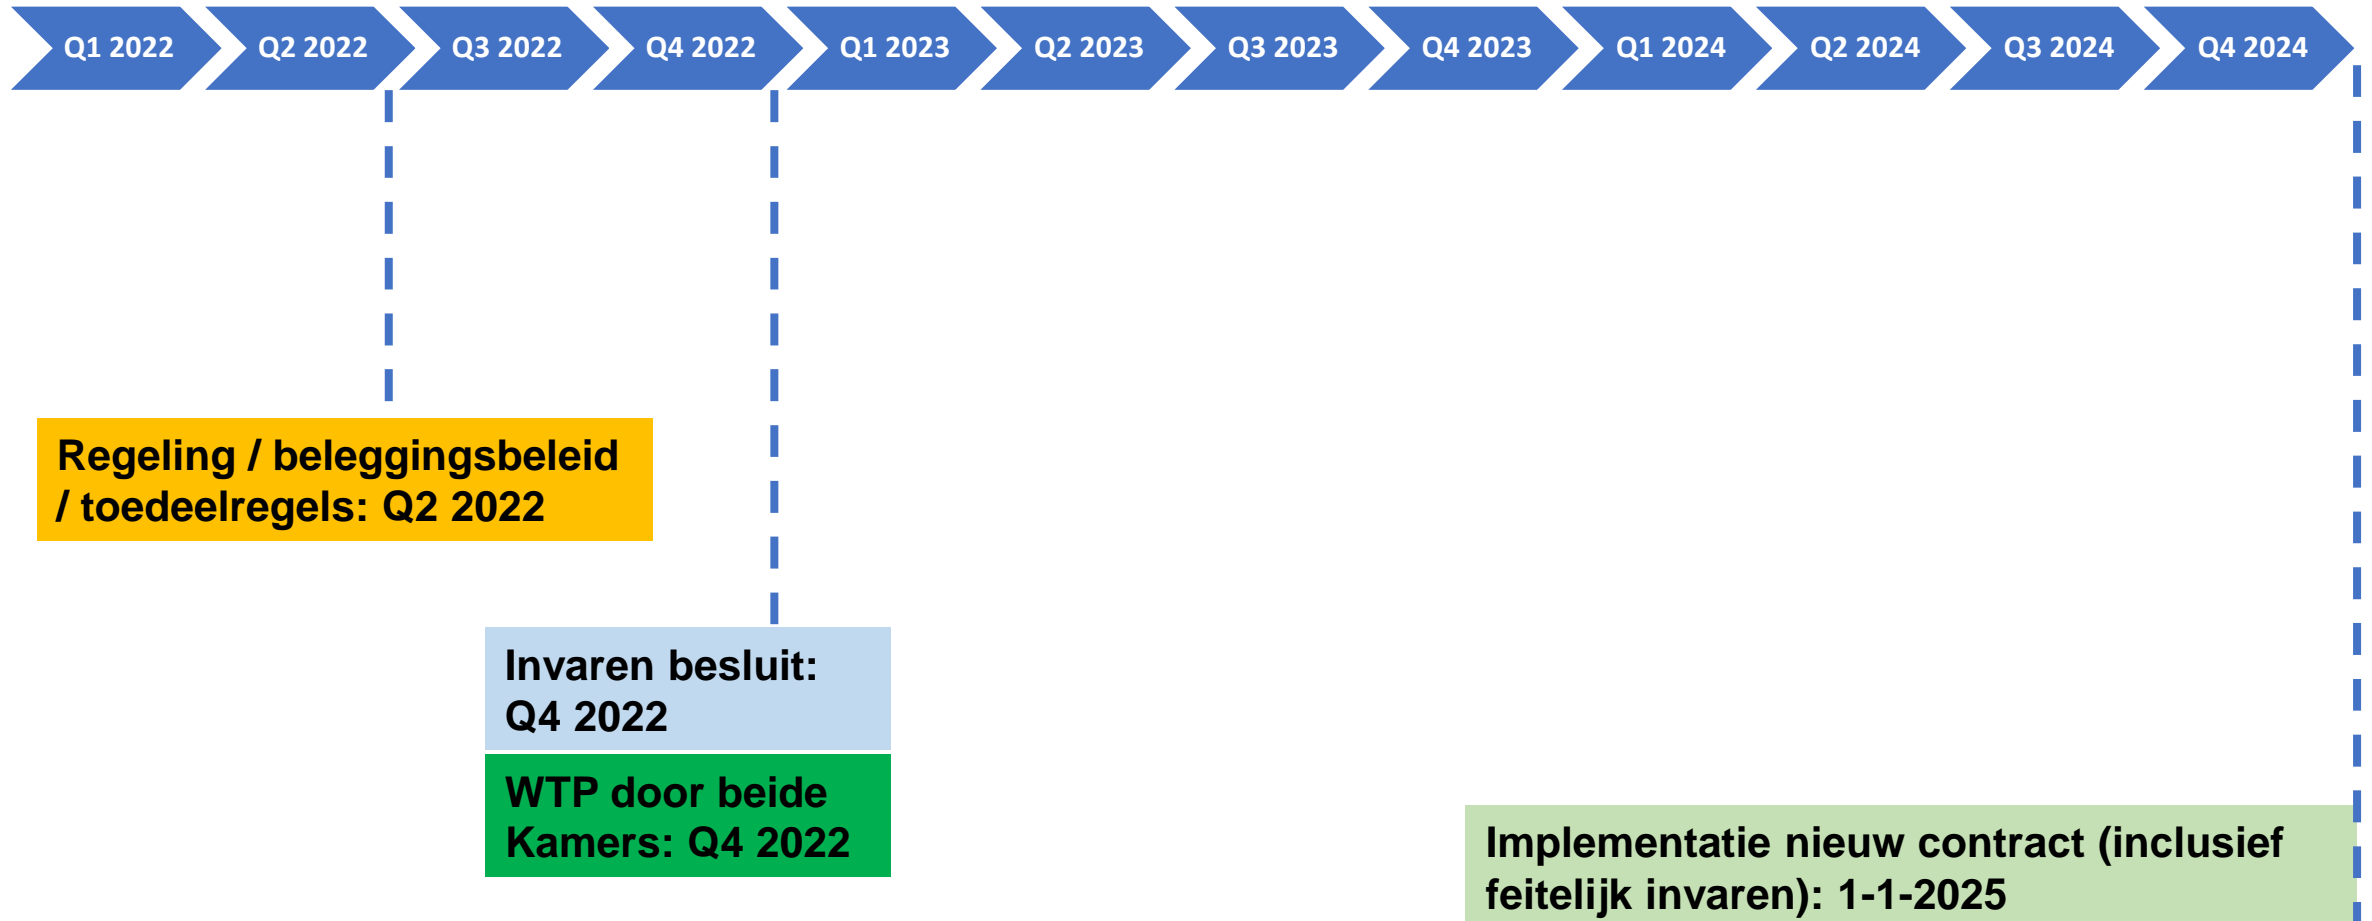 Q1 2022
Q2 2022
Q3 2022
Q4 2022
Q1 2023
Q2 2023
Q3 2023
Q4 2023
Q1 2024
Q2 2024
Q3 2024
Q4 2024
Regeling / beleggingsbeleid
/ toedeelregels: Q2 2022
Invaren besluit:
Q4 2022
WTP door beide
Kamers: Q4 2022
Implementatie nieuw contract (inclusief
feitelijk invaren): 1-1-2025